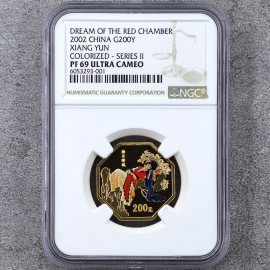 DREAM OF THE RED CHAMBER
2002 CHINA G200Y
XIANG YUN
COLORIZED - SERIES II
PF 69 ULTRA CAMEO
6053293-001
NGC
NUMISMATIC GUARANTY CORPORATION
200元